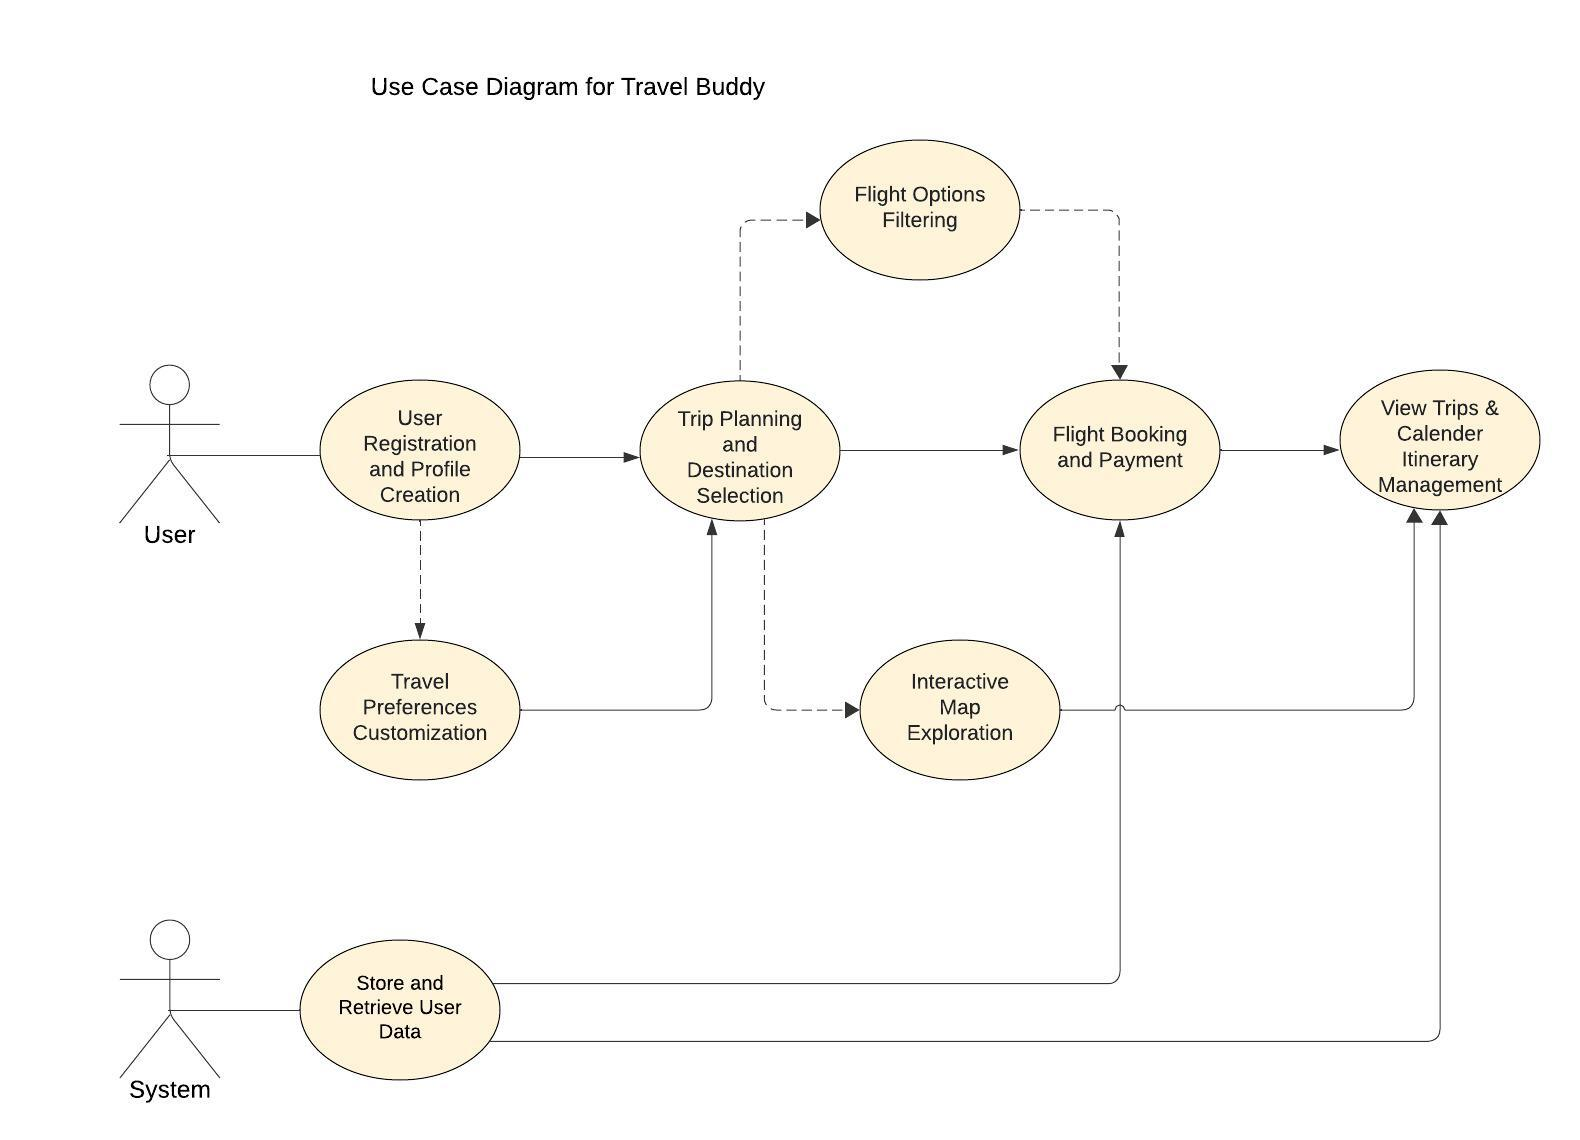 Use Case Diagram for Travel Buddy
Flight Options
Filtering
User
Registration
and Profile
Creation
Trip Planning
and
Destination
Selection
Flight Booking
and Payment
View Trips &
Calender
Itinerary
Management
User
Travel
Preferences
Customization
Interactive
Map
Exploration
Store and
Retrieve User
Data
System